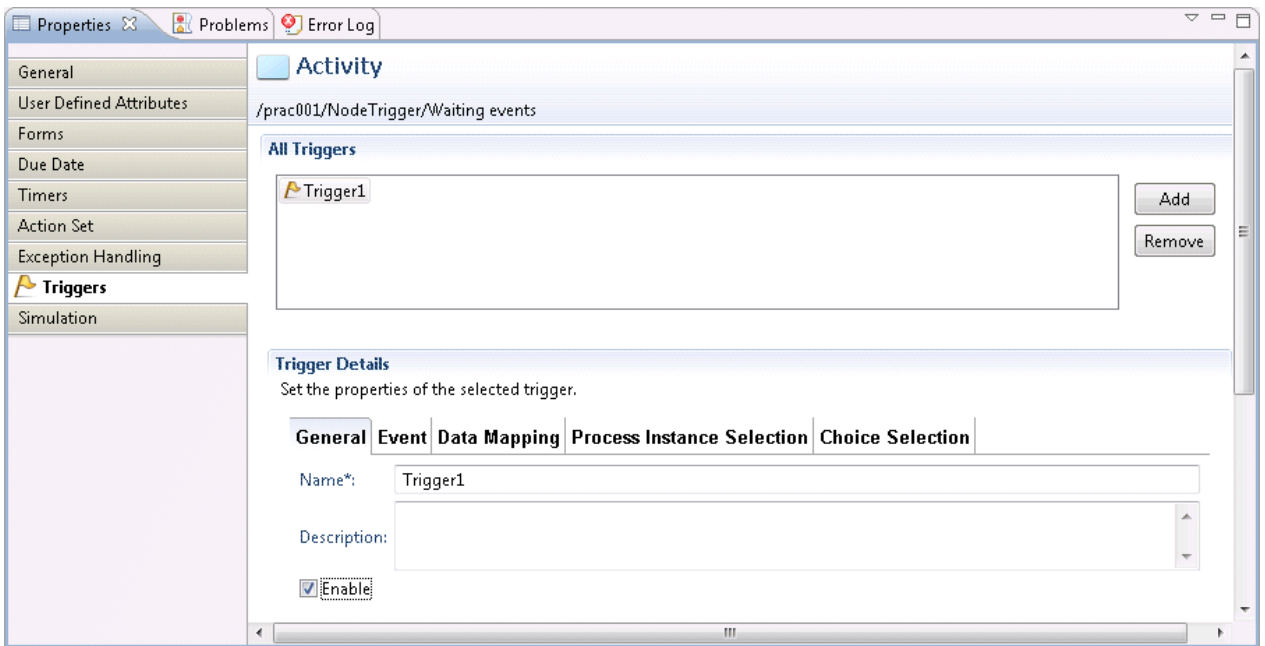 Properties Problems Error Log
General
User Defined Attributes
Forms
Due Date
Timers
Action Set
Exception Handling
Triggers
Simulation
Activity
/prac001/NodeTrigger/Waiting events
All Triggers
Trigger1
Add
Remove
Trigger Details
Set the properties of the selected trigger.
General Event Data Mapping Process Instance Selection Choice Selection
Name*: Trigger1
Description:
Enable